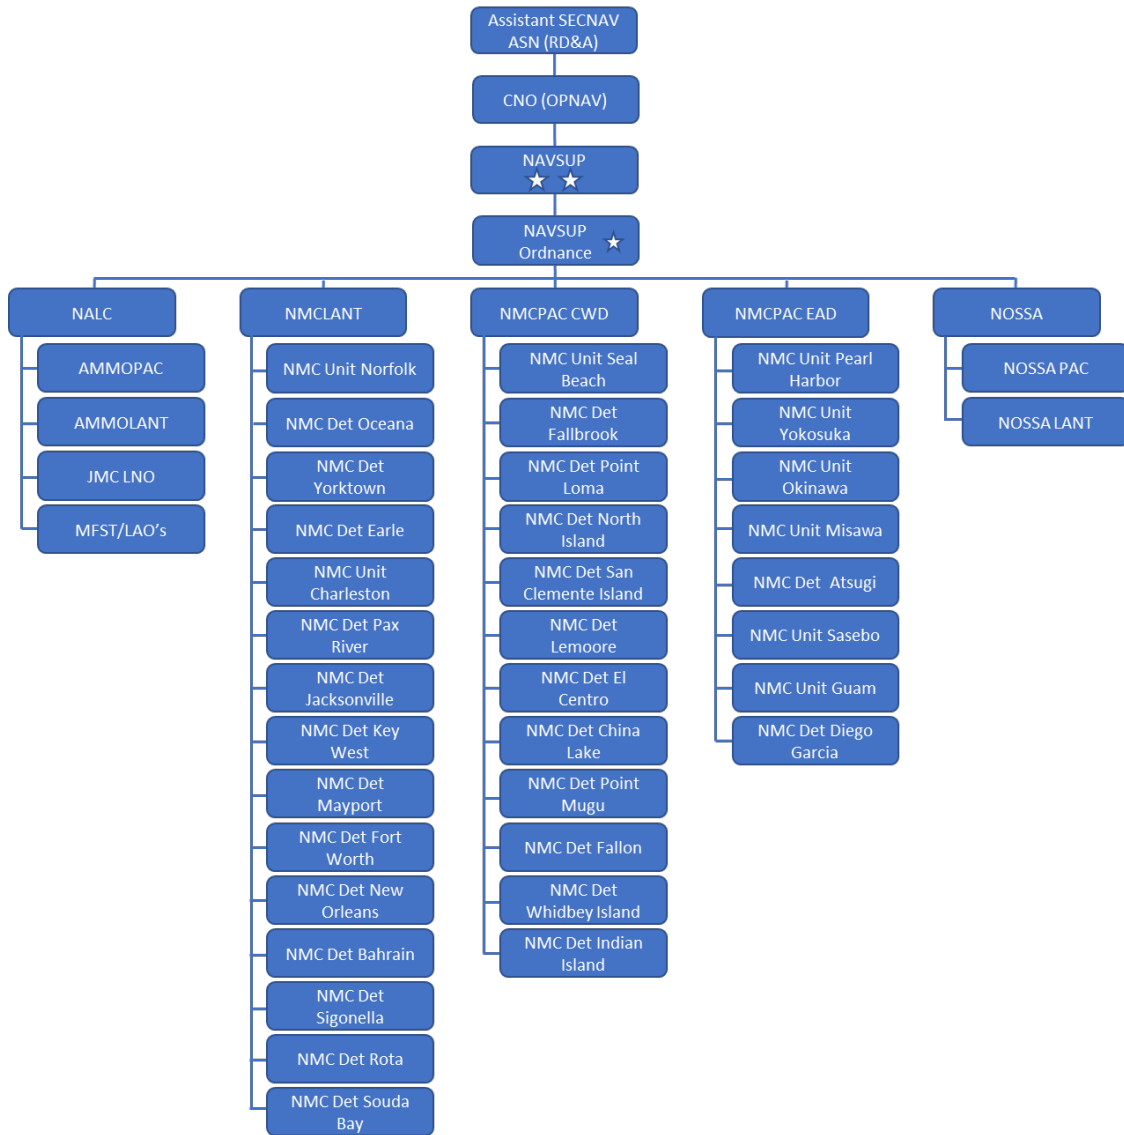 Assistant SECNAV
ASN (RD&A)
CNO (OPNAV)
NAVSUP
NAVSUP
Ordnance
NALC
AMMOPAC
AMMOLANT
JMC LNO
MFST/LAO’s
NMCLANT
NMC Unit Norfolk
NMC Det Oceana
NMC Det
Yorktown
NMC Det Earle
NMC Unit
Charleston
NMC Det Pax
River
NMC Det
Jacksonville
NMC Det Key
West
NMC Det
Mayport
NMC Det Fort
Worth
NMC Det New
Orleans
NMC Det Bahrain
NMC Det
Sigonella
NMC Det Rota
NMC Det Souda
Bay
NMCPAC CWD
NMC Unit Seal
Beach
NMC Det
Fallbrook
NMC Det Point
Loma
NMC Det North
Island
NMC Det San
Clemente Island
NMC Det
Lemoore
NMC Det El
Centro
NMC Det China
Lake
NMC Det Point
Mugu
NMC Det Fallon
NMC Det
Whidbey Island
NMC Det Indian
Island
NMCPAC EAD
NMC Unit Pearl
Harbor
NMC Unit
Yokosuka
NMC Unit
Okinawa
NMC Unit Misawa
NMC Det Atsugi
NMC Unit Sasebo
NMC Unit Guam
NMC Det Diego
Garcia
NOSSA
NOSSA PAC
NOSSA LANT